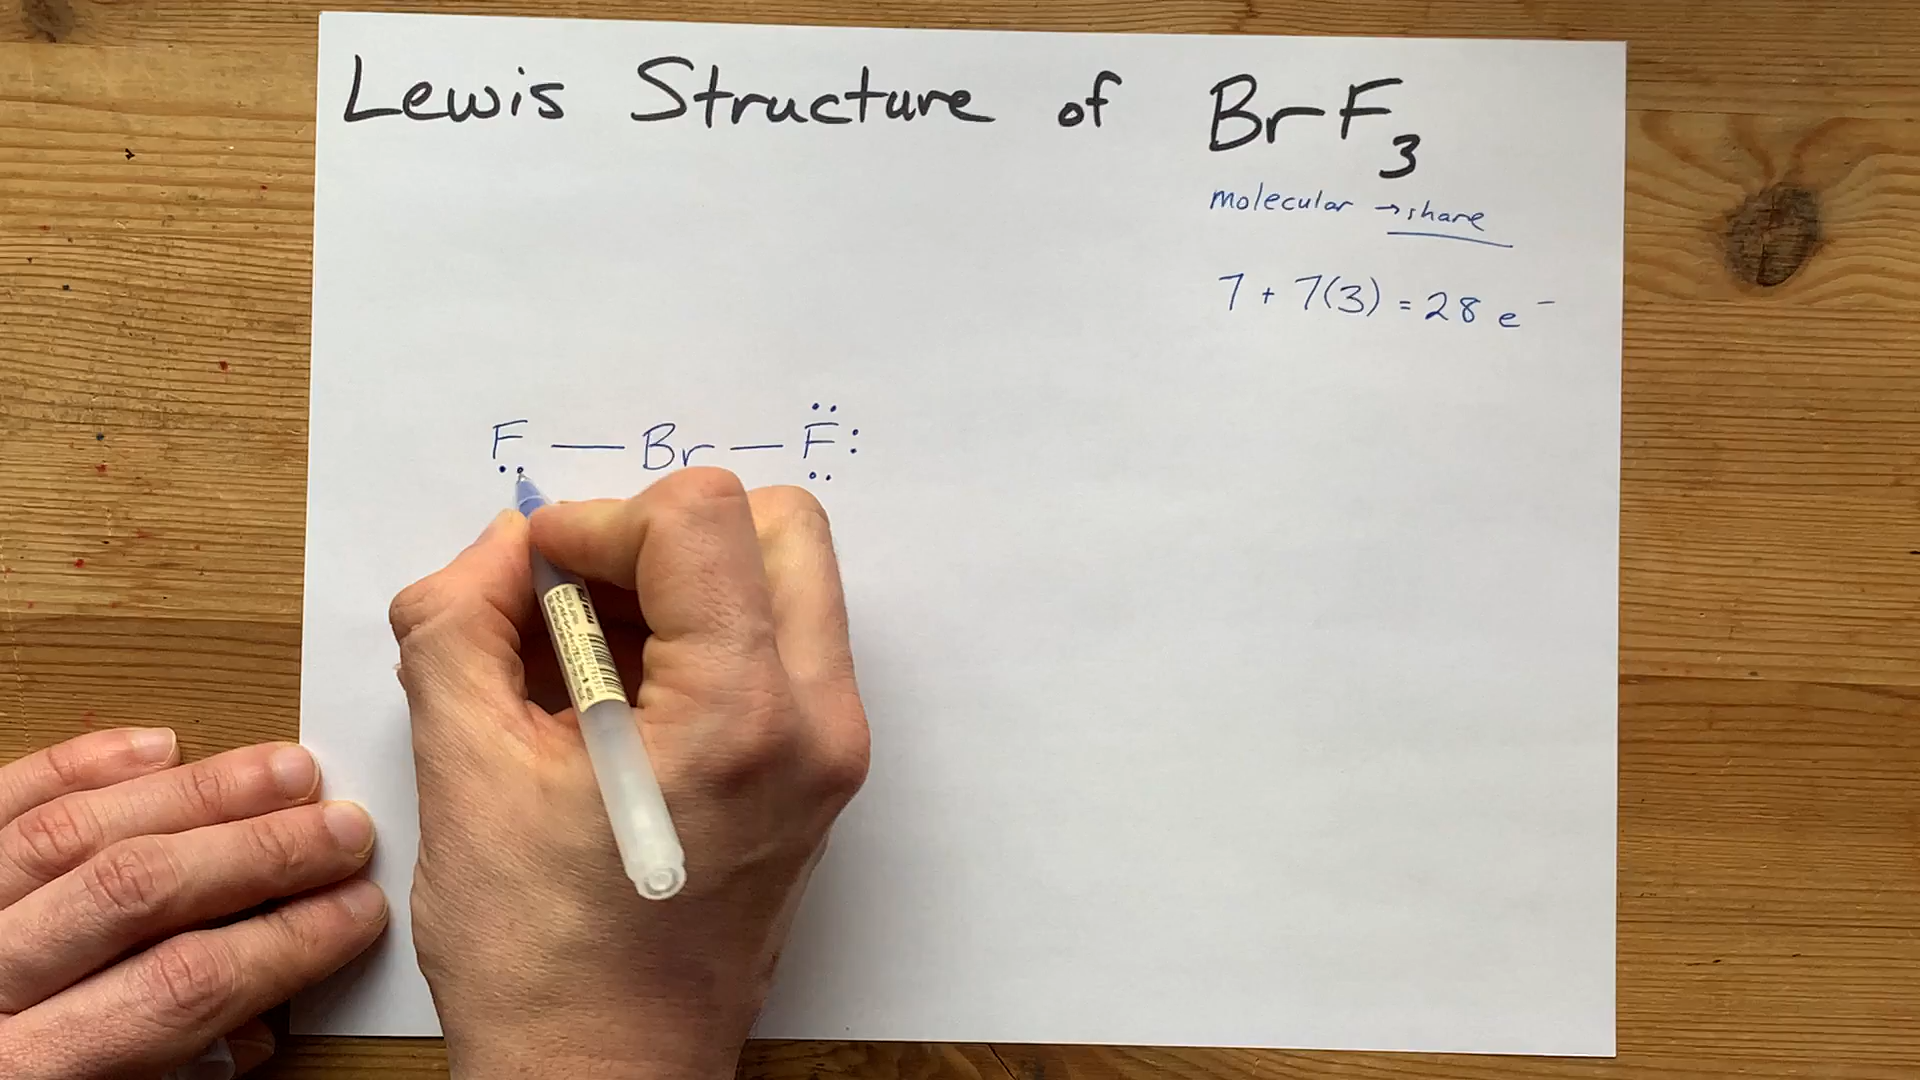 Lewis Structure of BrF₃
molecular → share
7 + 7(3) = 28 e⁻
F — Br — F